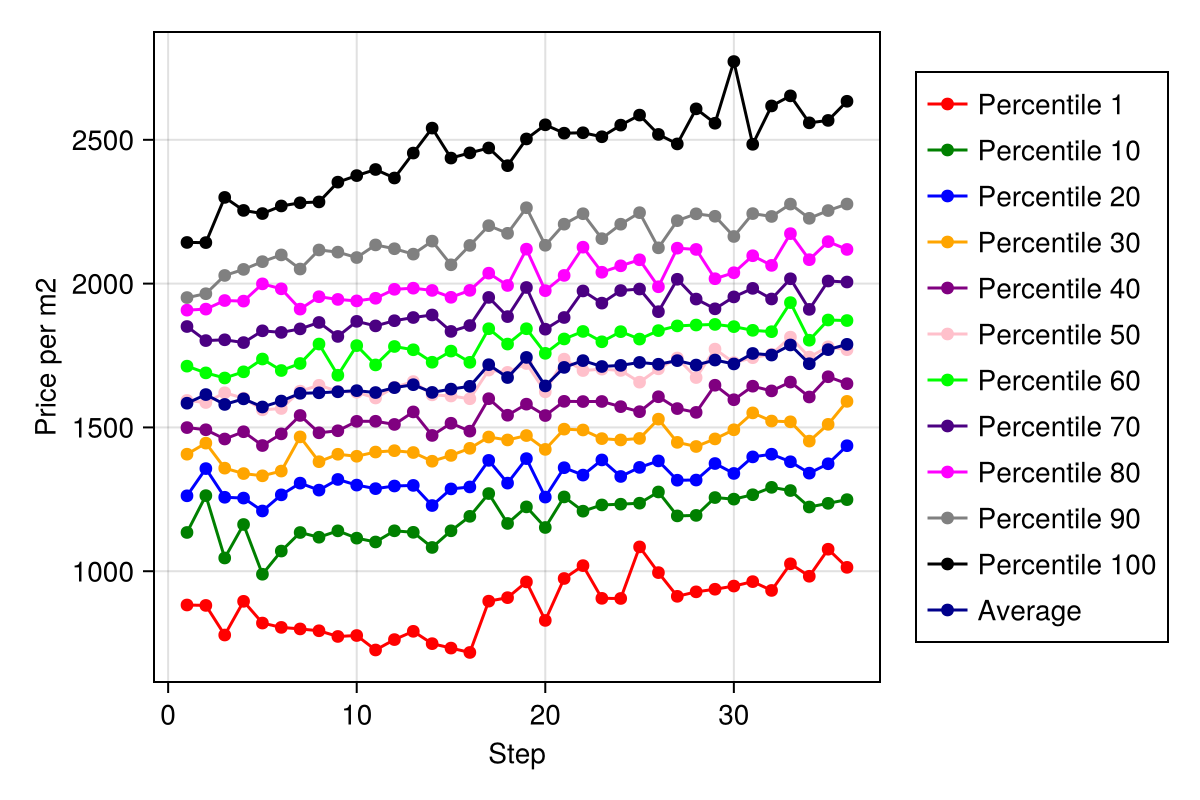 Price per m2
2500
2000
1500
1000
0
10
20
30
Step
Percentile 1
Percentile 10
Percentile 20
Percentile 30
Percentile 40
Percentile 50
Percentile 60
Percentile 70
Percentile 80
Percentile 90
Percentile 100
Average